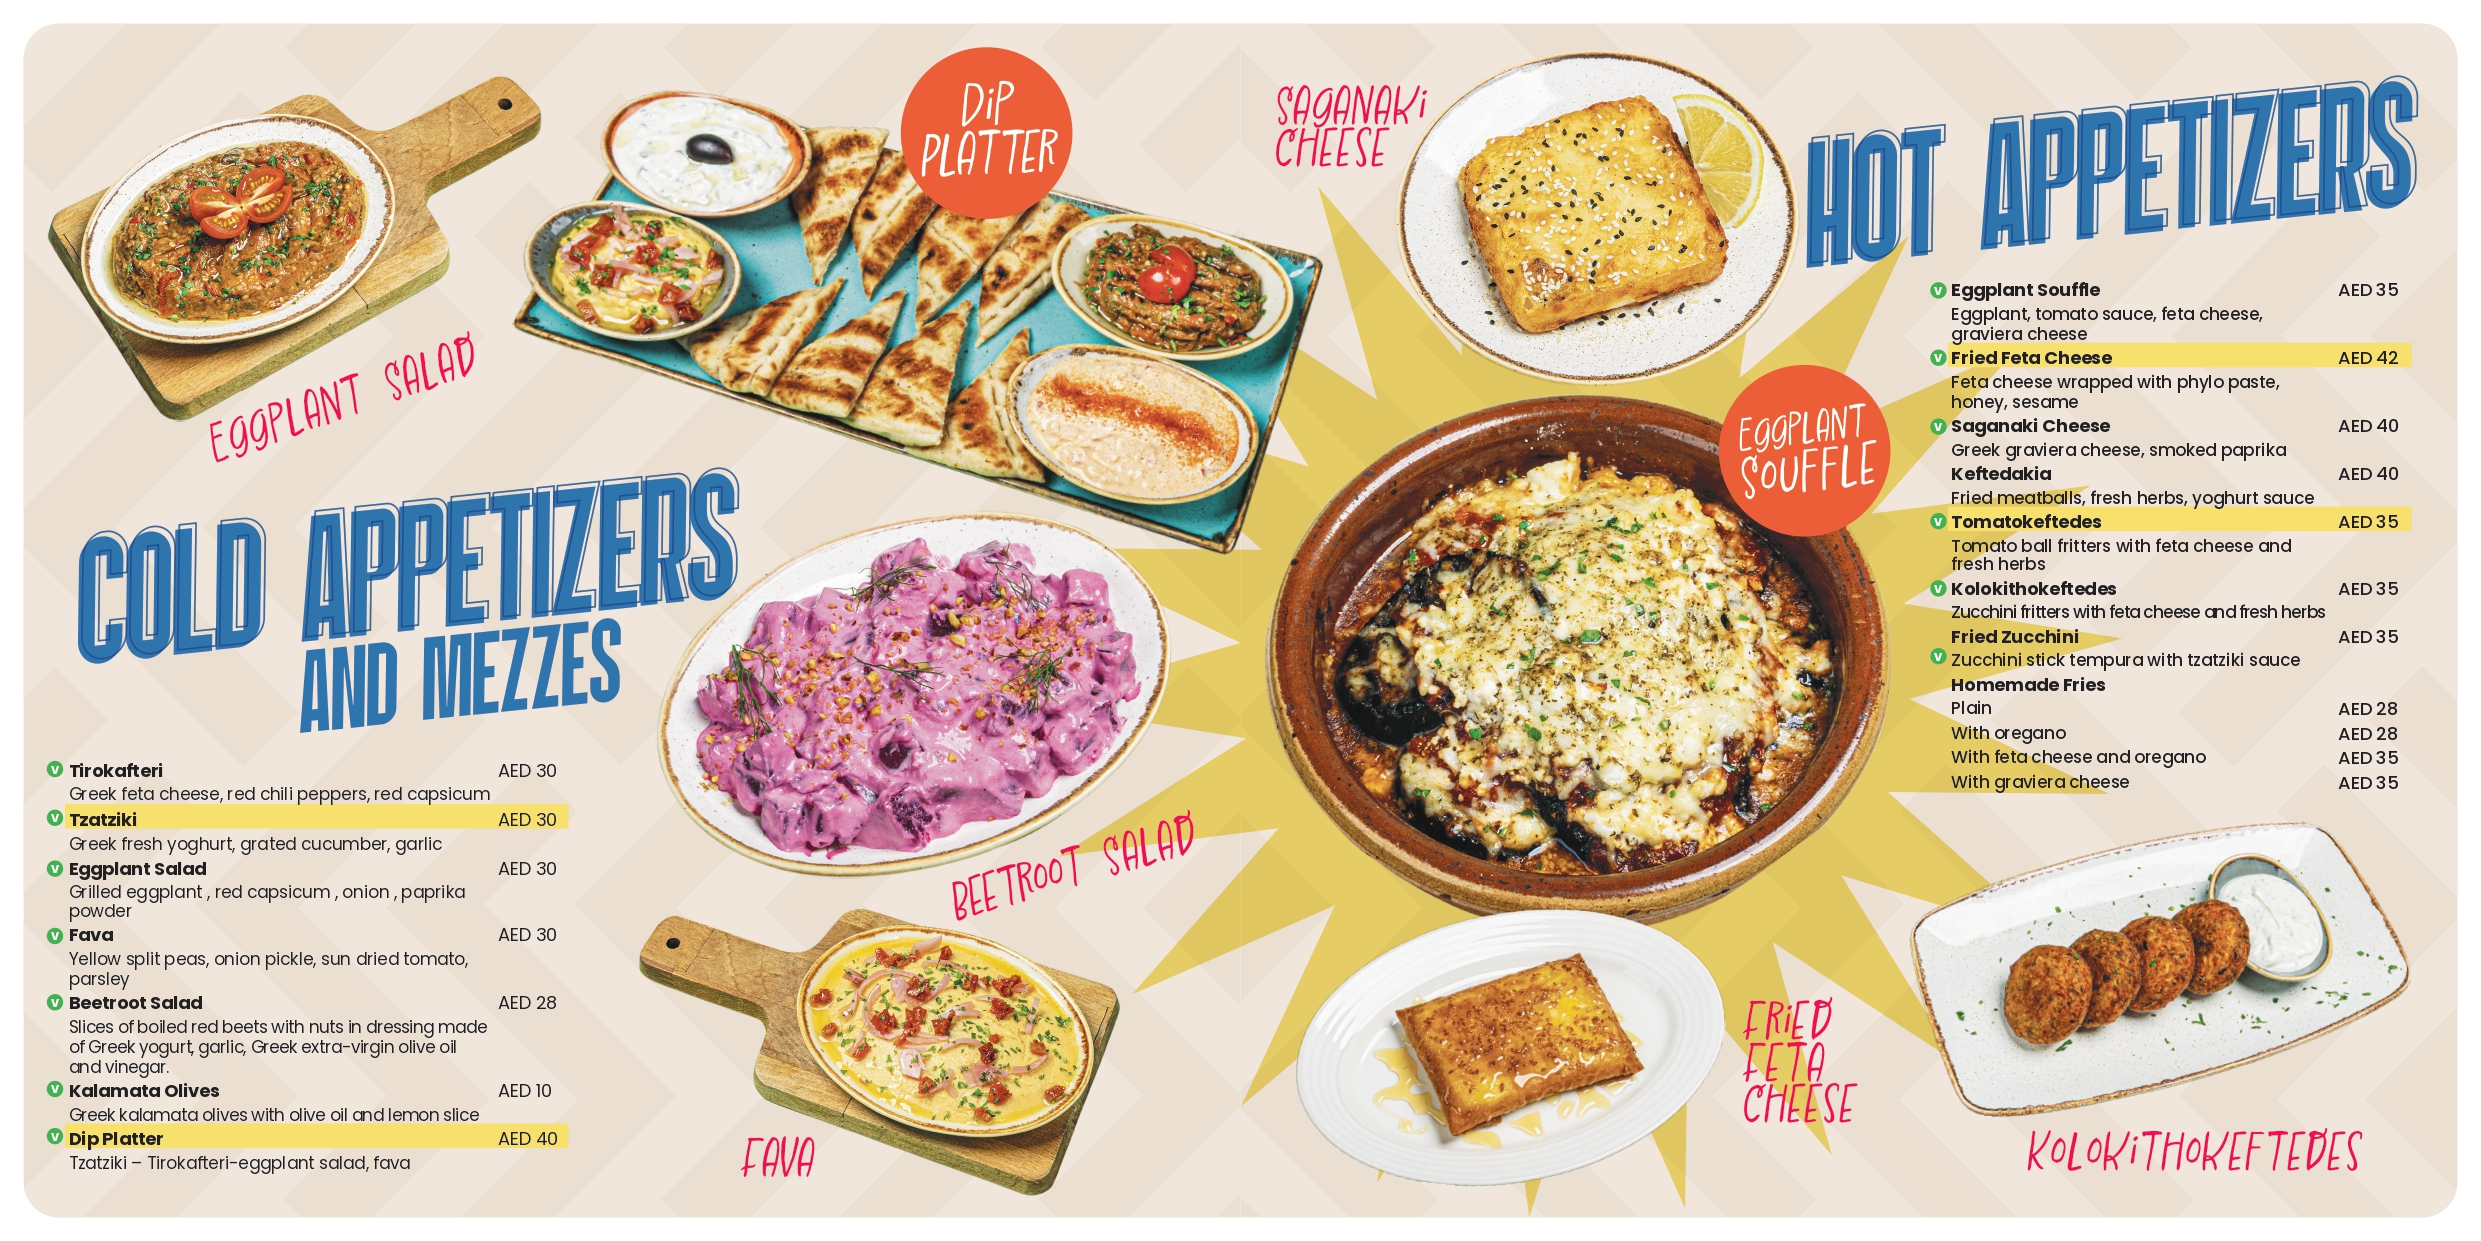 DiP
PLATTER
EGGPLANT SALAD
COLD APPETIZERS
AND MEZZES
V Tirokafteri AED 30
Greek feta cheese, red chili peppers, red capsicum
V Tzatziki AED 30
Greek fresh yoghurt, grated cucumber, garlic
V Eggplant Salad AED 30
Grilled eggplant , red capsicum , onion , paprika
powder
V Fava AED 30
Yellow split peas, onion pickle, sun dried tomato,
parsley
V Beetroot Salad AED 28
Slices of boiled red beets with nuts in dressing made
of Greek yogurt, garlic, Greek extra-virgin olive oil
and vinegar.
V Kalamata Olives AED 10
Greek kalamata olives with olive oil and lemon slice
V Dip Platter AED 40
Tzatziki – Tirokafteri-eggplant salad, fava
BEETROOT SALAD
FAVA
SAGANAKi
CHEESE
HOT APPETIZERS
EGGPLANT
SOUFFLE
V Eggplant Souffle AED 35
Eggplant, tomato sauce, feta cheese,
graviera cheese
V Fried Feta Cheese AED 42
Feta cheese wrapped with phylo paste,
honey, sesame
V Saganaki Cheese AED 40
Greek graviera cheese, smoked paprika
Keftedakia AED 40
Fried meatballs, fresh herbs, yoghurt sauce
V Tomatokeftedes AED 35
Tomato ball fritters with feta cheese and
fresh herbs
V Kolokithokeftedes AED 35
Zucchini fritters with feta cheese and fresh herbs
Fried Zucchini AED 35
V Zucchini stick tempura with tzatziki sauce
Homemade Fries
Plain AED 28
With oregano AED 28
With feta cheese and oregano AED 35
With graviera cheese AED 35
FRiED
FETA
CHEESE
KOLOKiTHOKEFTEDES